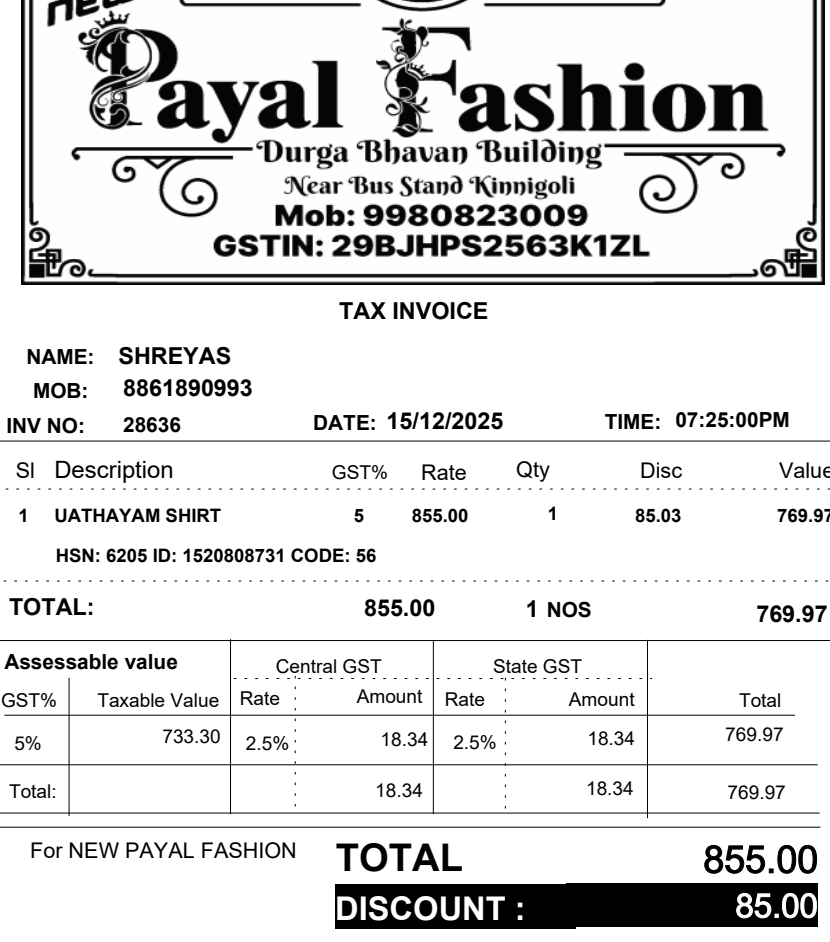 new
Payal Fashion
Durga Bhavan Building
Near Bus Stand Kinnigoli
Mob: 9980823009
GSTIN: 29BJHPS2563K1ZL
TAX INVOICE
NAME: SHREYAS
MOB: 8861890993
INV NO: 28636 DATE: 15/12/2025 TIME: 07:25:00PM
Sl Description GST% Rate Qty Disc Value
1 UATHAYAM SHIRT 5 855.00 1 85.03 769.97
HSN: 6205 ID: 1520808731 CODE: 56
TOTAL: 855.00 1 NOS 769.97
Assessable value Central GST State GST
GST% Taxable Value Rate Amount Rate Amount Total
5% 733.30 2.5% 18.34 2.5% 18.34 769.97
Total: 18.34 18.34 769.97
For NEW PAYAL FASHION TOTAL 855.00
DISCOUNT : 85.00